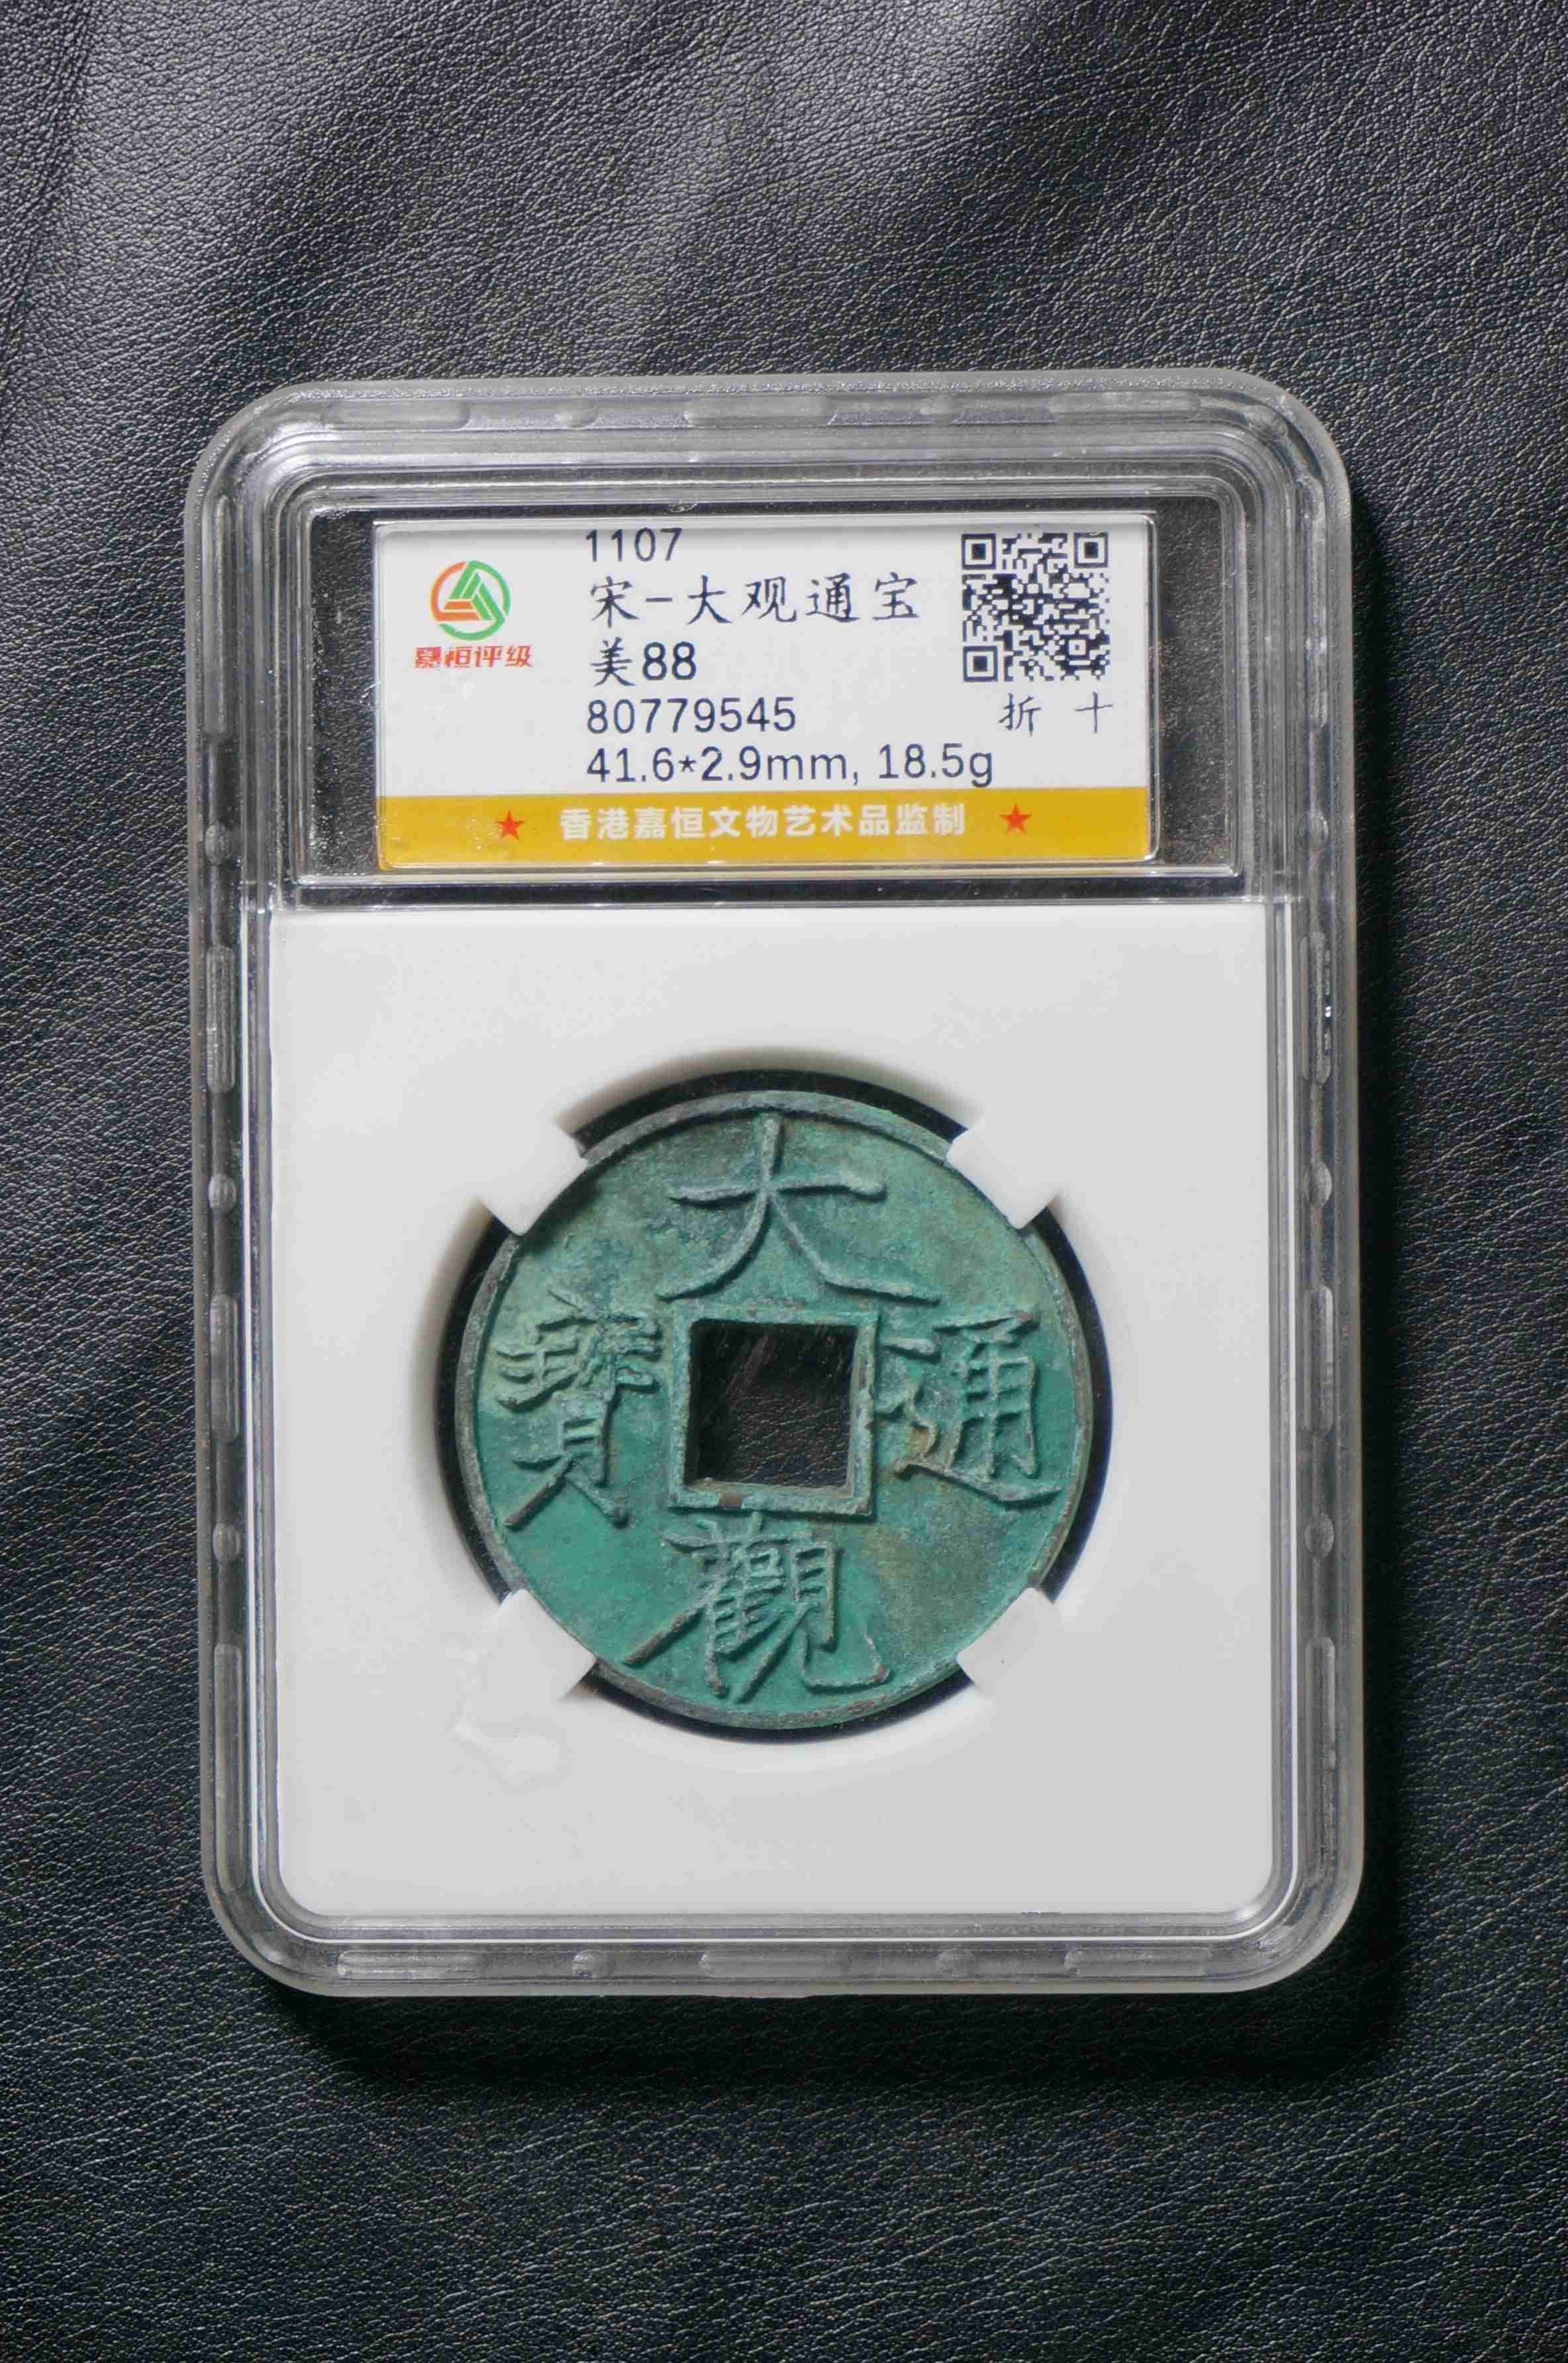 1107
宋-大观通宝
嘉恒评级
美88
80779545
折十
41.6*2.9mm, 18.5g
★ 香港嘉恒文物艺术品监制 ★
大
通
寶
觀